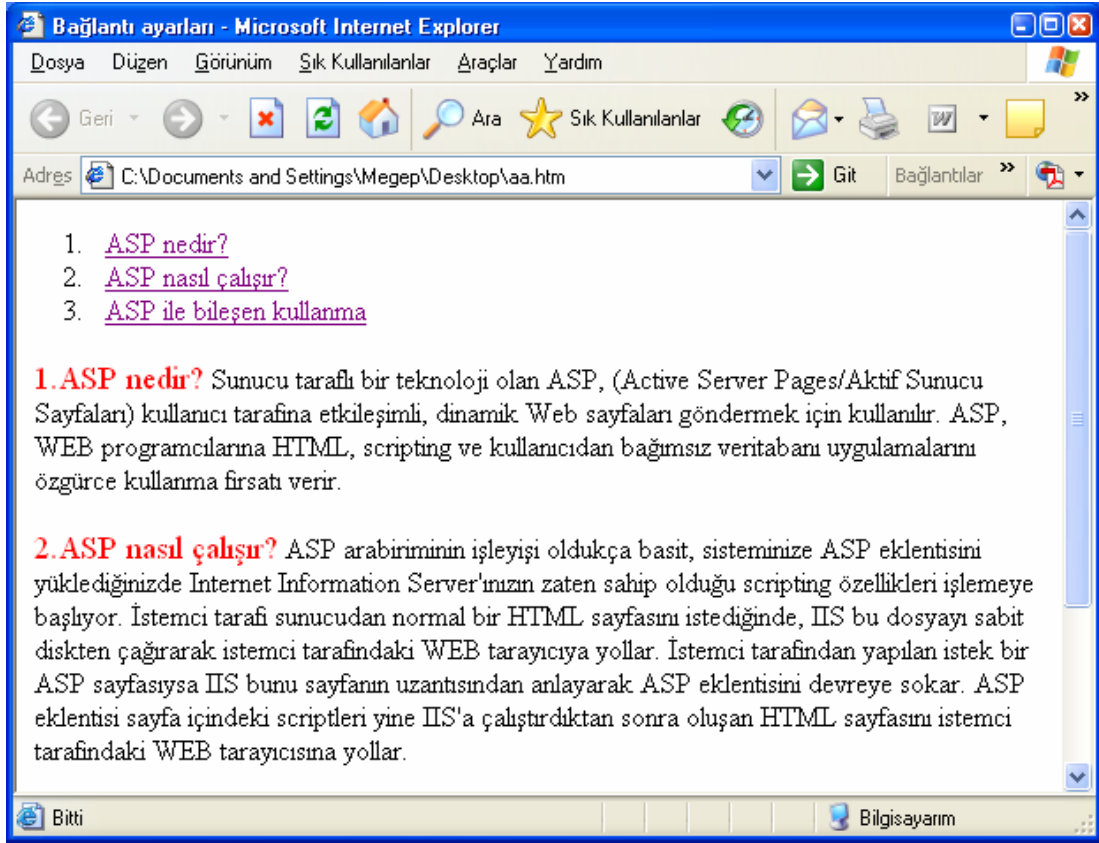 Bağlantı ayarları - Microsoft Internet Explorer
Dosya Düzen Görünüm Sık Kullanılanlar Araçlar Yardım
Geri Ara Sık Kullanılanlar W »
Adres C:\Documents and Settings\Megep\Desktop\aa.htm Git Bağlantılar »
1. ASP nedir?
2. ASP nasıl çalışır?
3. ASP ile bileşen kullanma
1.ASP nedir? Sunucu taraflı bir teknoloji olan ASP, (Active Server Pages/Aktif Sunucu
Sayfaları) kullanıcı tarafına etkileşimli, dinamik Web sayfaları göndermek için kullanılır. ASP,
WEB programcılarına HTML, scripting ve kullanıcıdan bağımsız veritabanı uygulamalarını
özgürce kullanma fırsatı verir.
2.ASP nasıl çalışır? ASP arabiriminin işleyişi oldukça basit, sisteminize ASP eklentisini
yüklediğinizde Internet Information Server'ınızın zaten sahip olduğu scripting özellikleri işlemeye
başlıyor. İstemci tarafı sunucudan normal bir HTML sayfasını istediğinde, IIS bu dosyayı sabit
diskten çağırarak istemci tarafındaki WEB tarayıcıya yollar. İstemci tarafından yapılan istek bir
ASP sayfasıysa IIS bunu sayfanın uzantısından anlayarak ASP eklentisini devreye sokar. ASP
eklentisi sayfa içindeki scriptleri yine IIS'a çalıştırdıktan sonra oluşan HTML sayfasını istemci
tarafındaki WEB tarayıcısına yollar.
Bitti Bilgisayarım